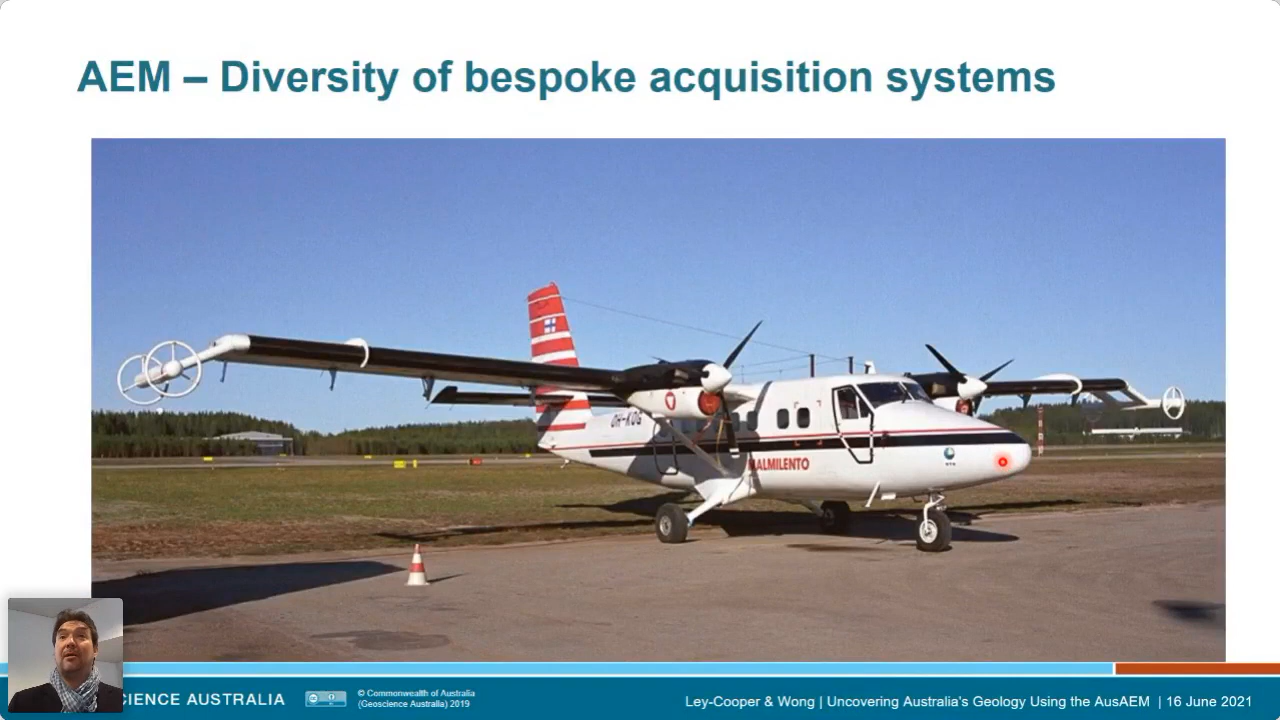 AEM – Diversity of bespoke acquisition systems
OH-KOG
MALMILENTO
CIENCE AUSTRALIA
© Commonwealth of Australia
(Geoscience Australia) 2019
Ley-Cooper & Wong | Uncovering Australia's Geology Using the AusAEM | 16 June 2021